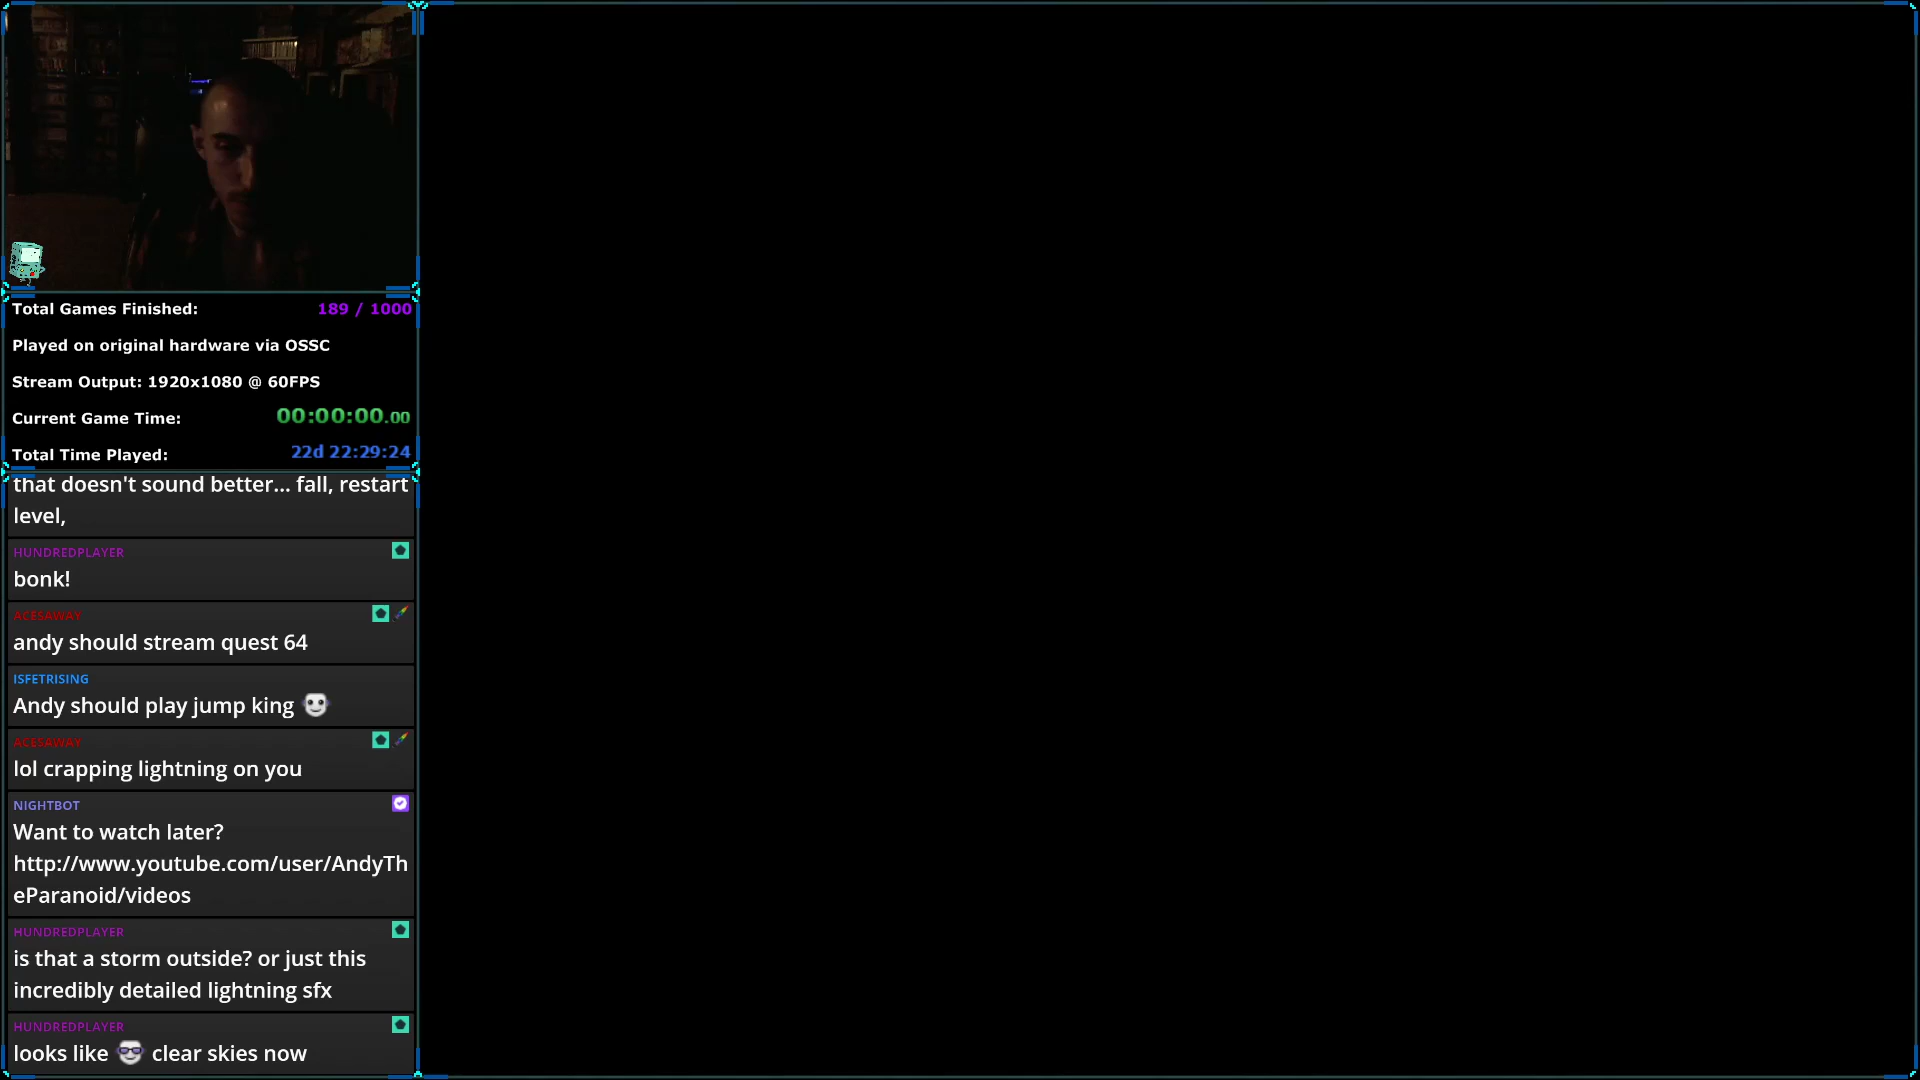 Total Games Finished: 189 / 1000
Played on original hardware via OSSC
Stream Output: 1920x1080 @ 60FPS
Current Game Time: 00:00:00.00
Total Time Played: 22d 22:29:24
that doesn't sound better... fall, restart
level,
HUNDREDPLAYER
bonk!
ACESAWAY
andy should stream quest 64
ISFETRISING
Andy should play jump king
ACESAWAY
lol crapping lightning on you
NIGHTBOT
Want to watch later?
http://www.youtube.com/user/AndyTh
eParanoid/videos
HUNDREDPLAYER
is that a storm outside? or just this
incredibly detailed lightning sfx
HUNDREDPLAYER
looks like clear skies now